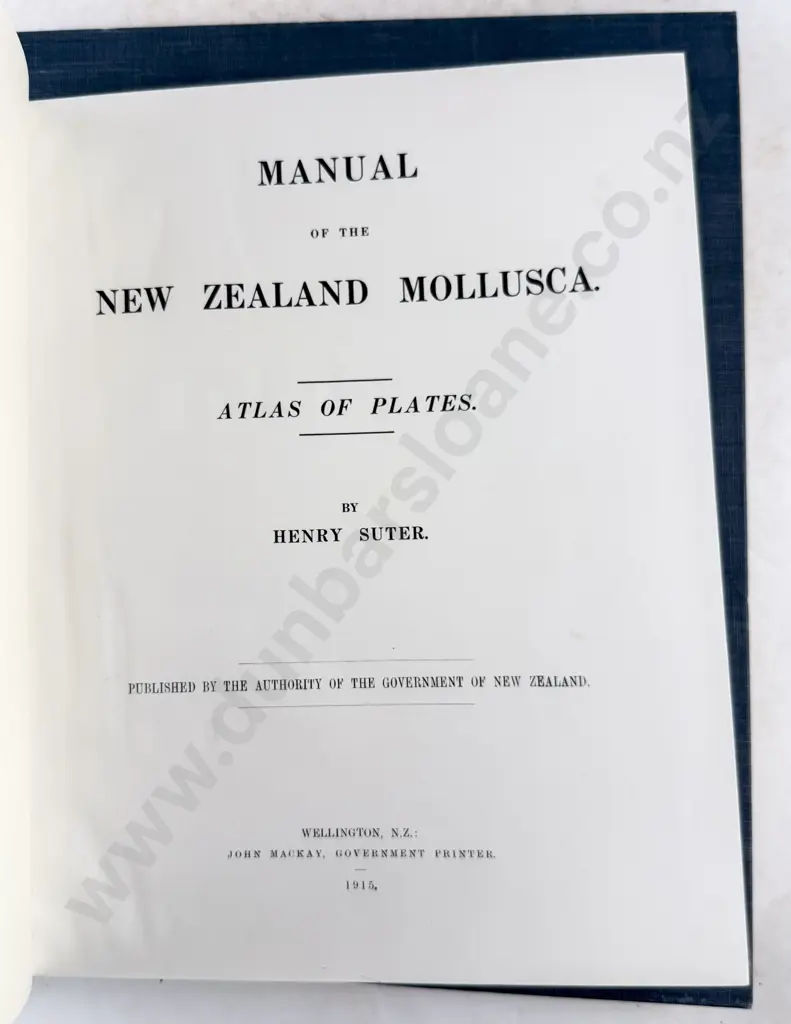 MANUAL
OF THE
NEW ZEALAND MOLLUSCA.
ATLAS OF PLATES.
BY
HENRY SUTER.
PUBLISHED BY THE AUTHORITY OF THE GOVERNMENT OF NEW ZEALAND.
WELLINGTON, N.Z.:
JOHN MACKAY, GOVERNMENT PRINTER.
1915.
www.dunbarsloane.co.nz